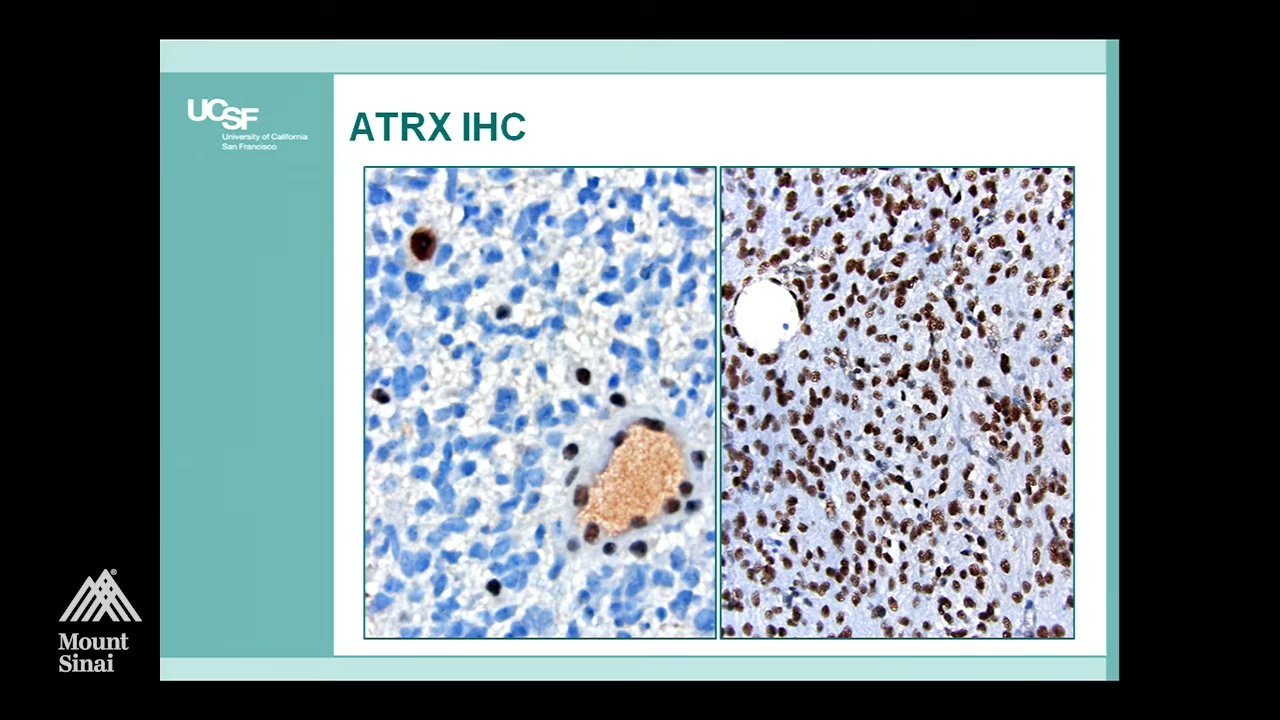 UCSF
University of California
San Francisco
ATRX IHC
Mount
Sinai
®